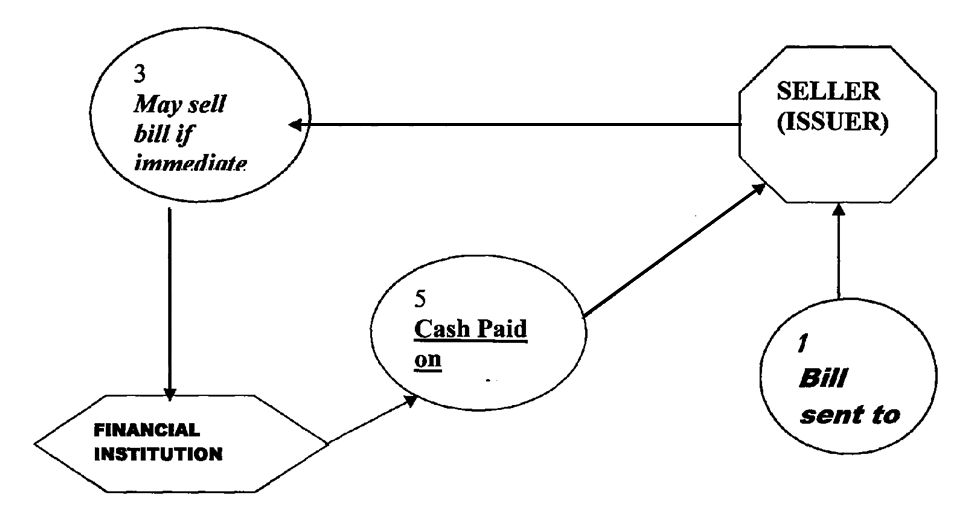 3
May sell
bill if
immediate
SELLER
(ISSUER)
5
Cash Paid
on
1
Bill
sent to
FINANCIAL
INSTITUTION